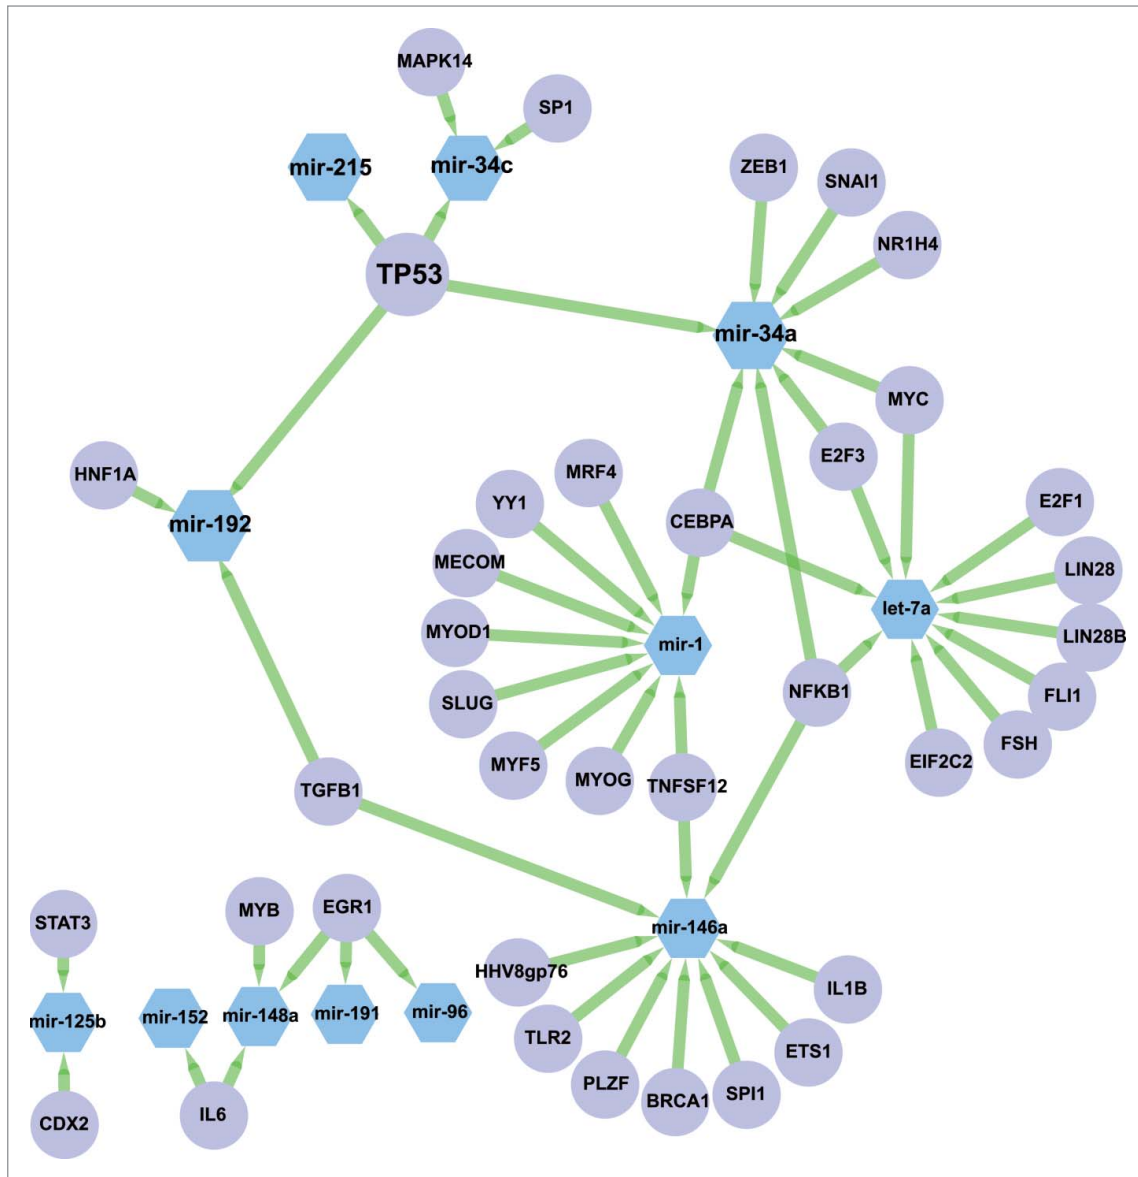 MAPK14
SP1
mir-215
mir-34c
ZEB1
SNAI1
NR1H4
TP53
mir-34a
MYC
E2F3
MRF4
HNF1A
YY1
E2F1
mir-192
CEBPA
MECOM
LIN28
let-7a
MYOD1
mir-1
LIN28B
SLUG
NFKB1
FLI1
FSH
MYF5
MYOG
TNFSF12
EIF2C2
TGFB1
MYB
EGR1
STAT3
mir-146a
HHV8gp76
IL1B
mir-125b
mir-152
mir-148a
mir-191
mir-96
TLR2
ETS1
PLZF
BRCA1
SPI1
CDX2
IL6